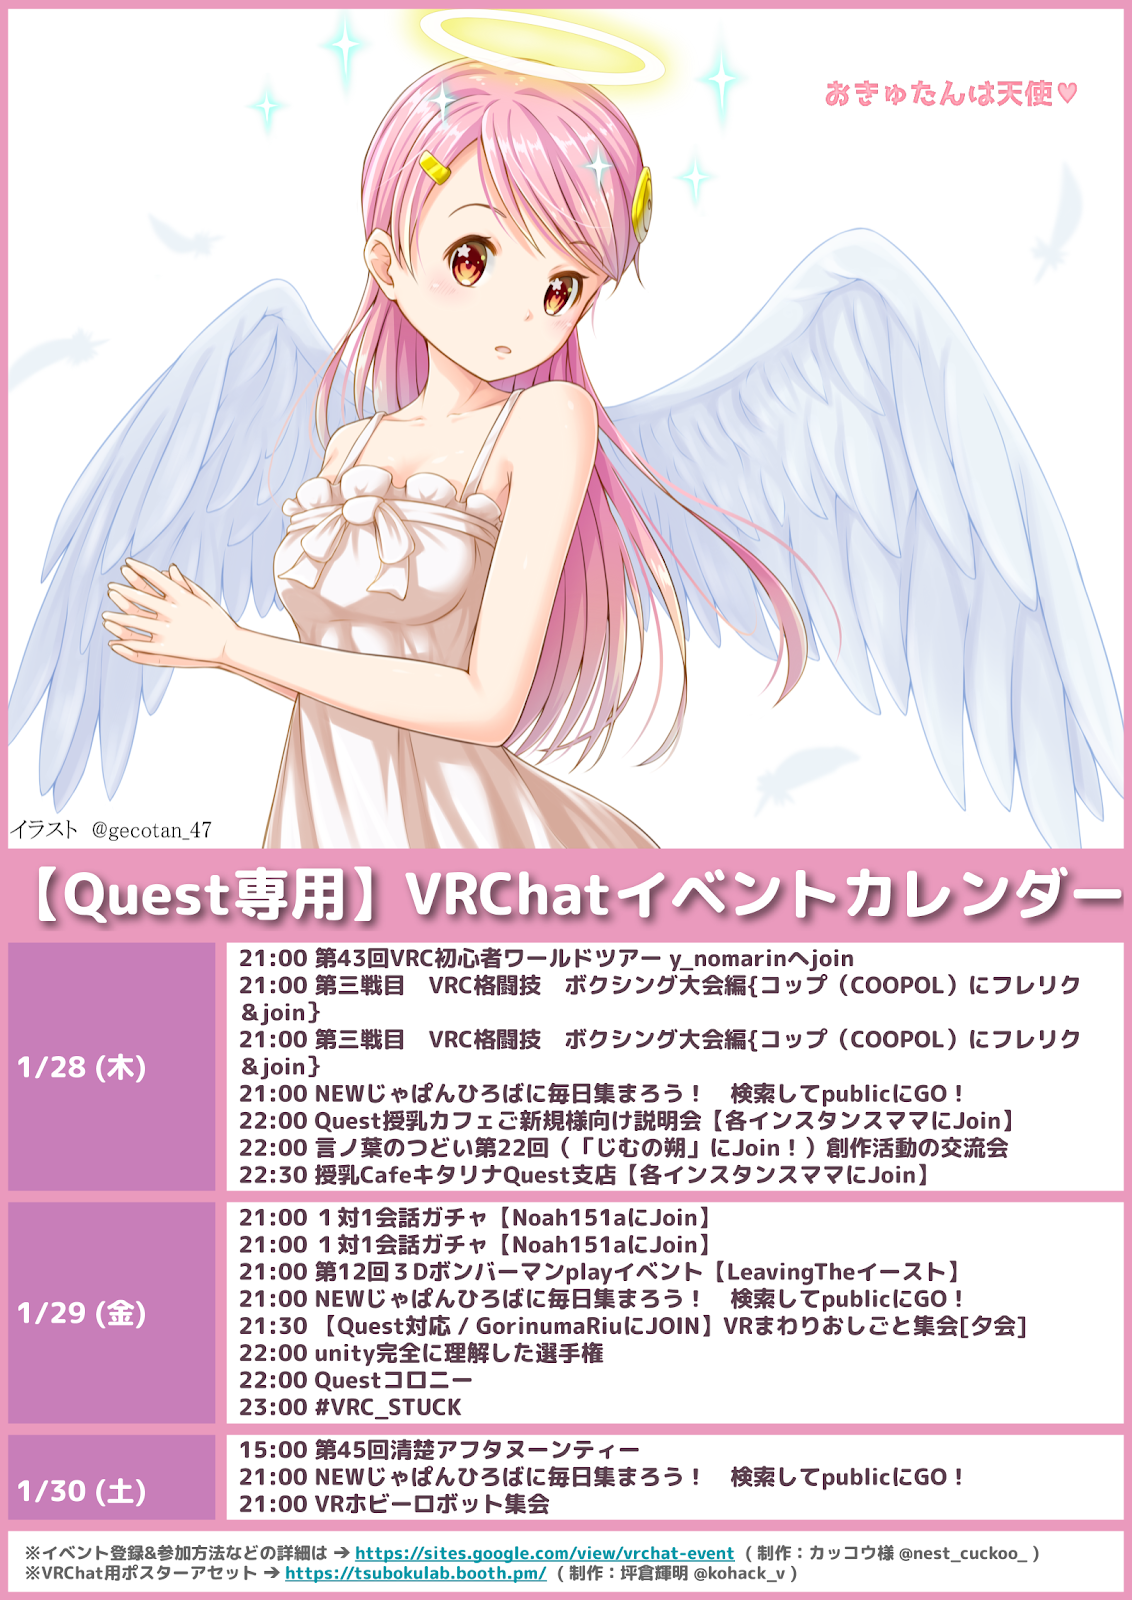 おきゅたんは天使♡
イラスト @gecotan_47
【Quest専用】VRChatイベントカレンダー
1/28 (木)
21:00 第43回VRC初心者ワールドツアー y_nomarinへjoin
21:00 第三戦目　VRC格闘技　ボクシング大会編{コップ（COOPOL）にフレリク
&join}
21:00 第三戦目　VRC格闘技　ボクシング大会編{コップ（COOPOL）にフレリク
&join}
21:00 NEWじゃぱんひろばに毎日集まろう！　検索してpublicにGO！
22:00 Quest授乳カフェご新規様向け説明会【各インスタンスママにJoin】
22:00 言ノ葉のつどい第22回（「じむの朔」にJoin！）創作活動の交流会
22:30 授乳CafeキタリナQuest支店【各インスタンスママにJoin】
1/29 (金)
21:00 １対1会話ガチャ【Noah151aにJoin】
21:00 １対1会話ガチャ【Noah151aにJoin】
21:00 第12回３Dボンバーマンplayイベント【LeavingTheイースト】
21:00 NEWじゃぱんひろばに毎日集まろう！　検索してpublicにGO！
21:30 【Quest対応 / GorinumaRiuにJOIN】VRまわりおしごと集会[夕会]
22:00 unity完全に理解した選手権
22:00 Questコロニー
23:00 #VRC_STUCK
1/30 (土)
15:00 第45回清楚アフタヌーンティー
21:00 NEWじゃぱんひろばに毎日集まろう！　検索してpublicにGO！
21:00 VRホビーロボット集会
※イベント登録&参加方法などの詳細は → https://sites.google.com/view/vrchat-event ( 制作：カッコウ様 @nest_cuckoo_ )
※VRChat用ポスターアセット → https://tsubokulab.booth.pm/ ( 制作：坪倉輝明 @kohack_v )